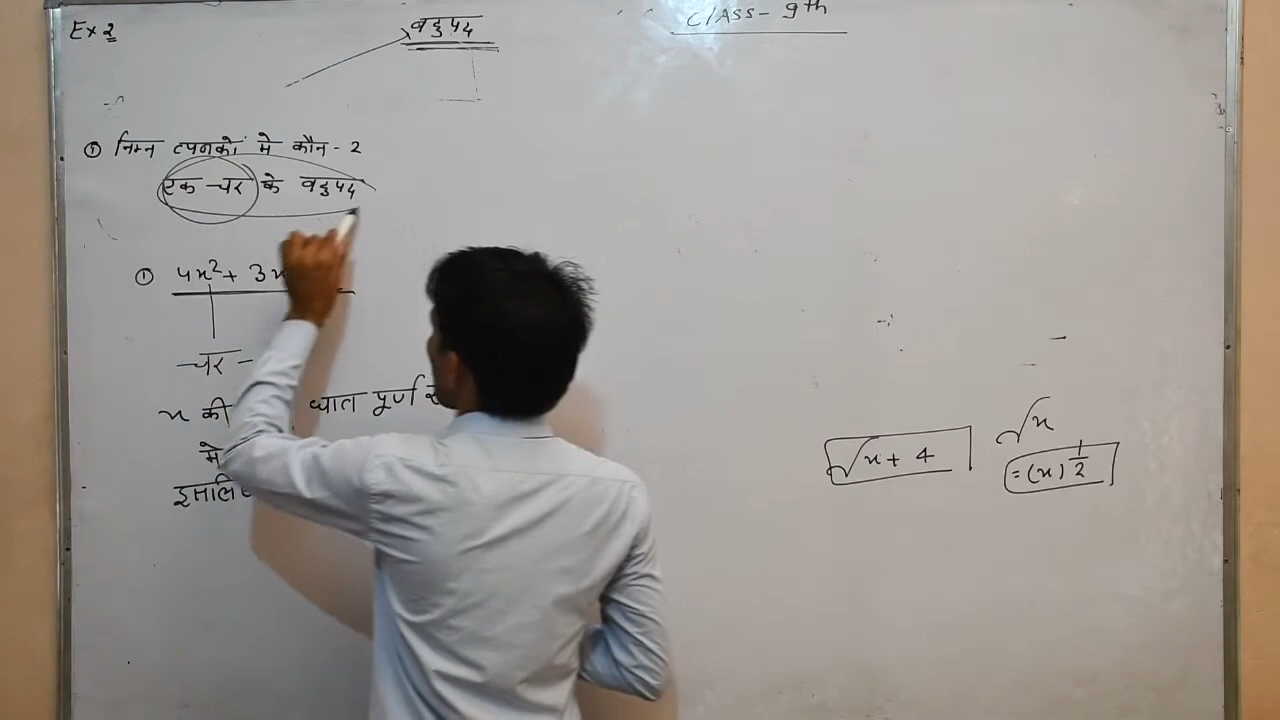 Ex 2
बहुपद
CLASS- 9th
① निम्न व्यंजकों में कौन - 2
एक चर के बहुपद
① 4x² + 3x
चर -
x की घात पूर्ण
में
इसलि
√x + 4
√x
= (x)^1/2